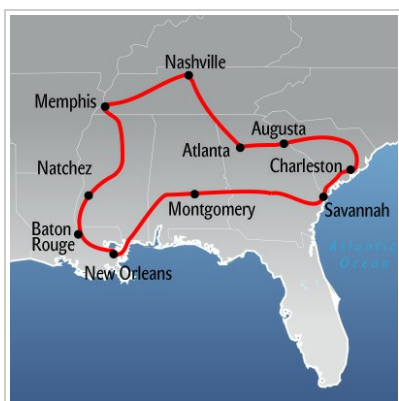 Nashville
Memphis
Augusta
Atlanta
Charleston
Natchez
Montgomery
Savannah
Baton
Rouge
New Orleans
Atlantic
Ocean